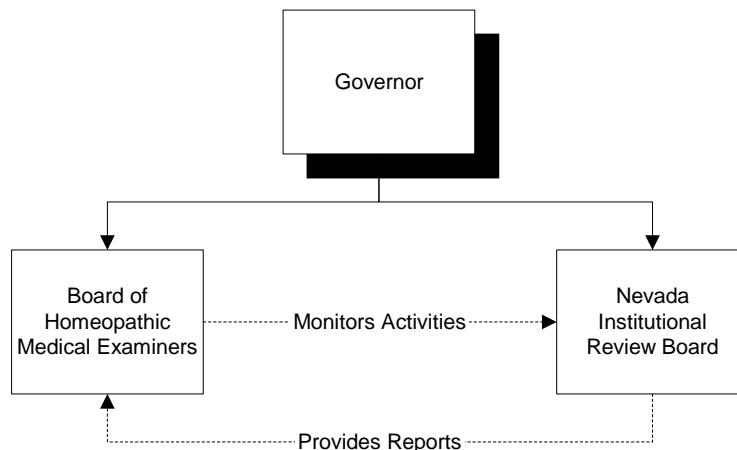 Governor
Board of
Homeopathic
Medical Examiners
Monitors Activities
Nevada
Institutional
Review Board
Provides Reports